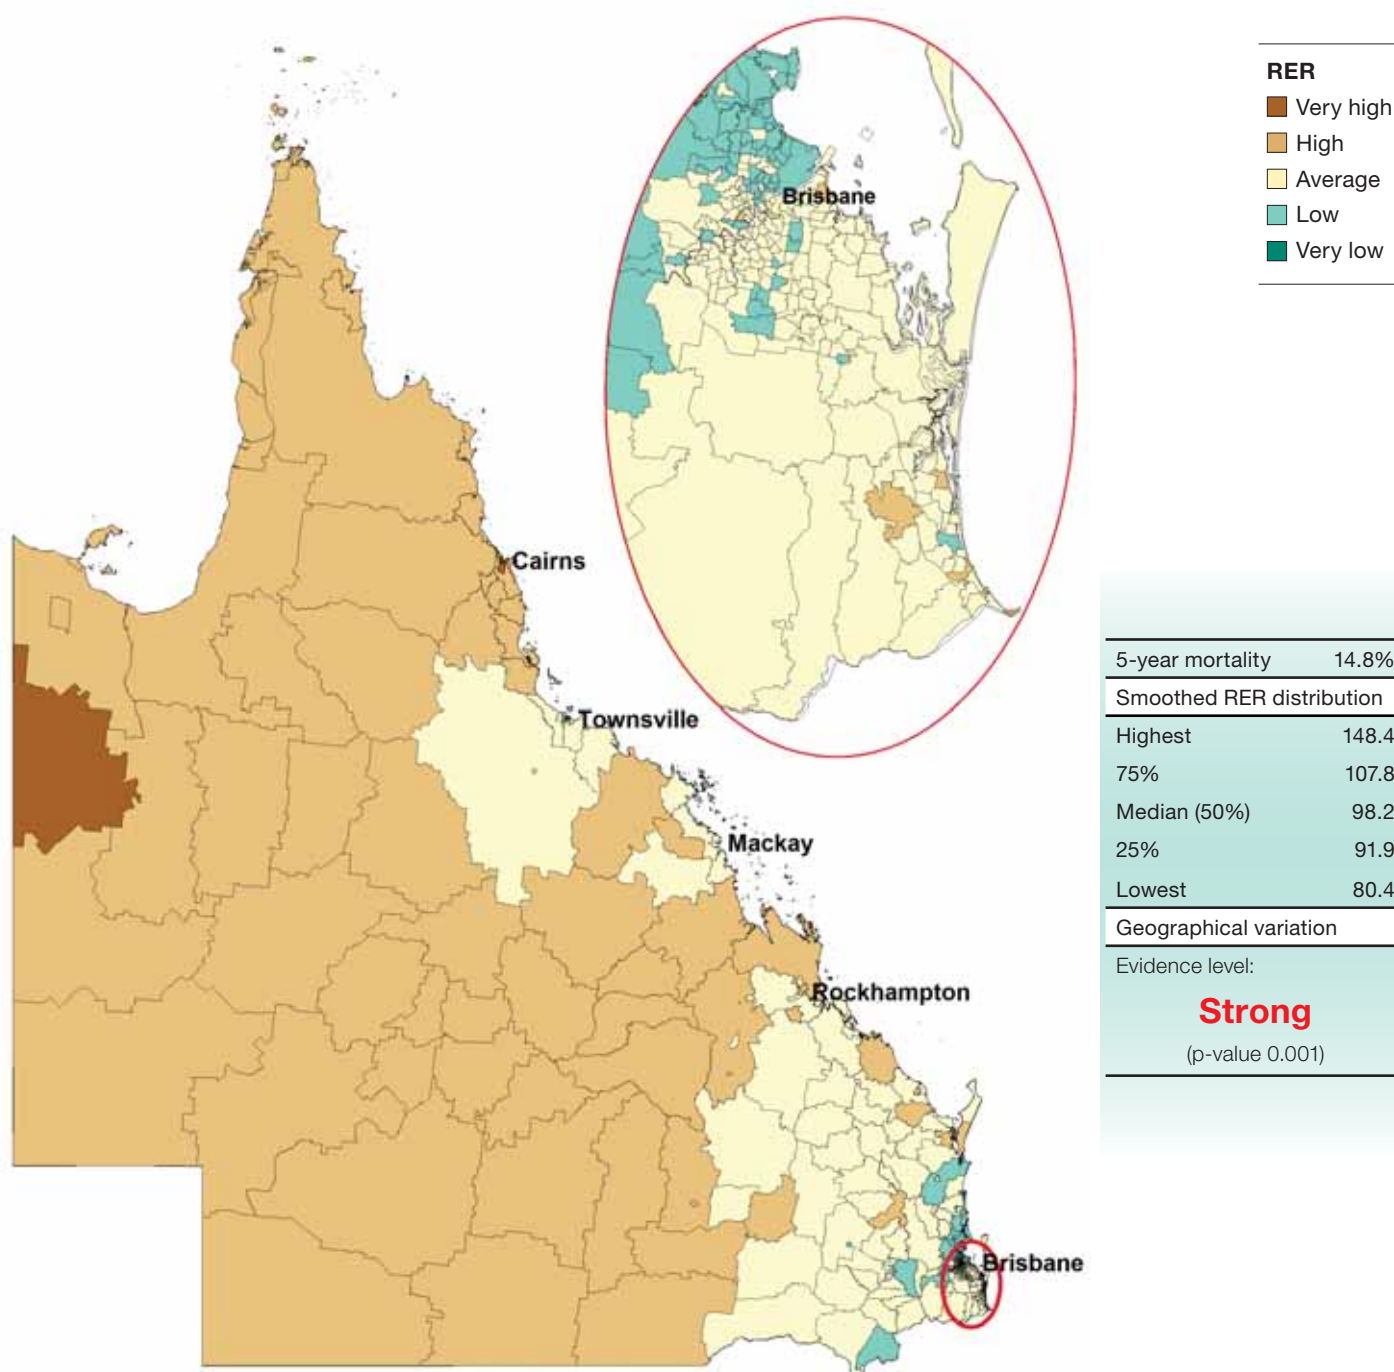 RER
Very high
High
Average
Low
Very low
Brisbane
Cairns
Townsville
Mackay
Rockhampton
Brisbane
5-year mortality 14.8%
Smoothed RER distribution
Highest 148.4
75% 107.8
Median (50%) 98.2
25% 91.9
Lowest 80.4
Geographical variation
Evidence level:
Strong
(p-value 0.001)